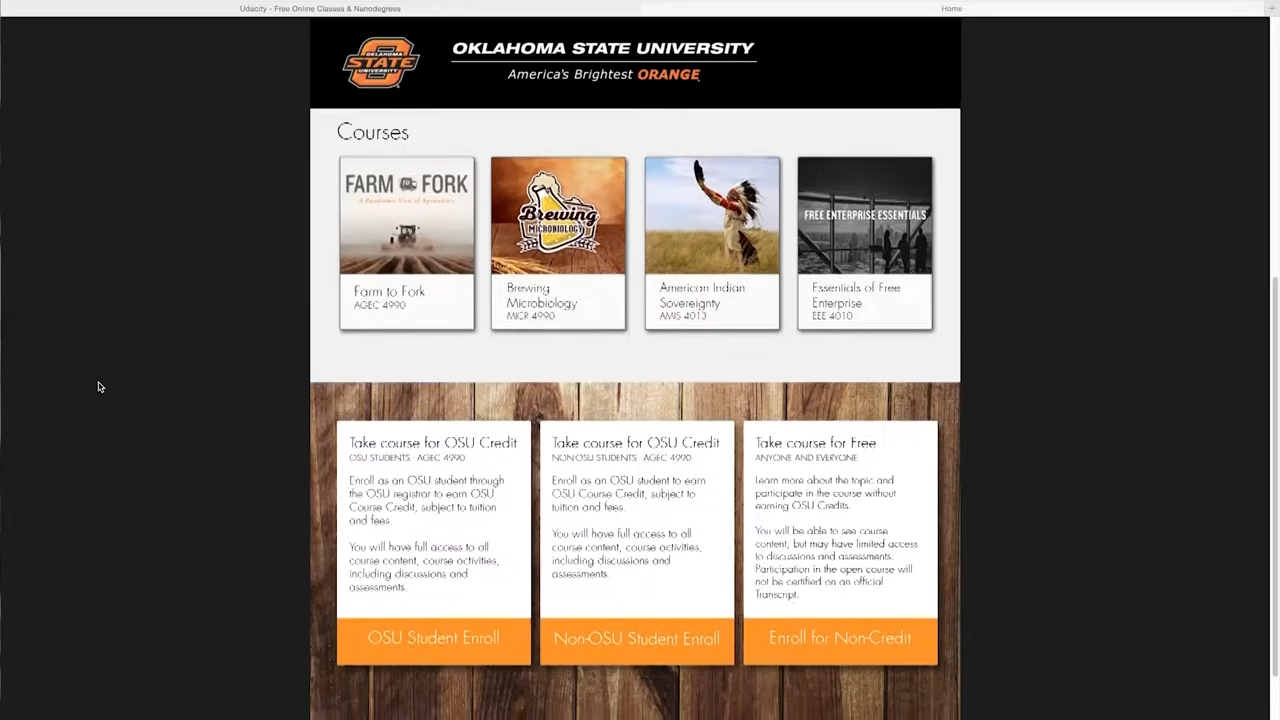 Udacity - Free Online Classes & Nanodegrees
Home
OKLAHOMA
STATE
UNIVERSITY
OKLAHOMA STATE UNIVERSITY
America's Brightest ORANGE.
Courses
FARM FORK
A Panoramic View of Agriculture
Farm to Fork
AGEC 4990
Brewing
MICROBIOLOGY
Brewing
Microbiology
MICR 4990
American Indian
Sovereignty
AMIS 4013
FREE ENTERPRISE ESSENTIALS
Essentials of Free
Enterprise
EEE 4010
Take course for OSU Credit
OSU STUDENTS - AGEC 4990
Enroll as an OSU student through
the OSU registrar to earn OSU
Course Credit, subject to tuition
and fees.
You will have full access to all
course content, course activities,
including discussions and
assessments.
OSU Student Enroll
Take course for OSU Credit
NON-OSU STUDENTS - AGEC 4990
Enroll as an OSU student to earn
OSU Course Credit, subject to
tuition and fees.
You will have full access to all
course content, course activities,
including discussions and
assessments.
Non-OSU Student Enroll
Take course for Free
ANYONE AND EVERYONE
Learn more about the topic and
participate in the course without
earning OSU Credits.
You will be able to see course
content, but may have limited access
to discussions and assessments.
Participation in the open course will
not be certified on an official
Transcript.
Enroll for Non-Credit